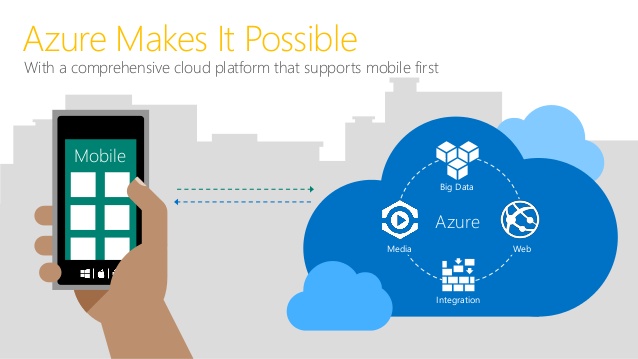 Azure Makes It Possible
With a comprehensive cloud platform that supports mobile first
Mobile
Big Data
Azure
Media
Web
Integration